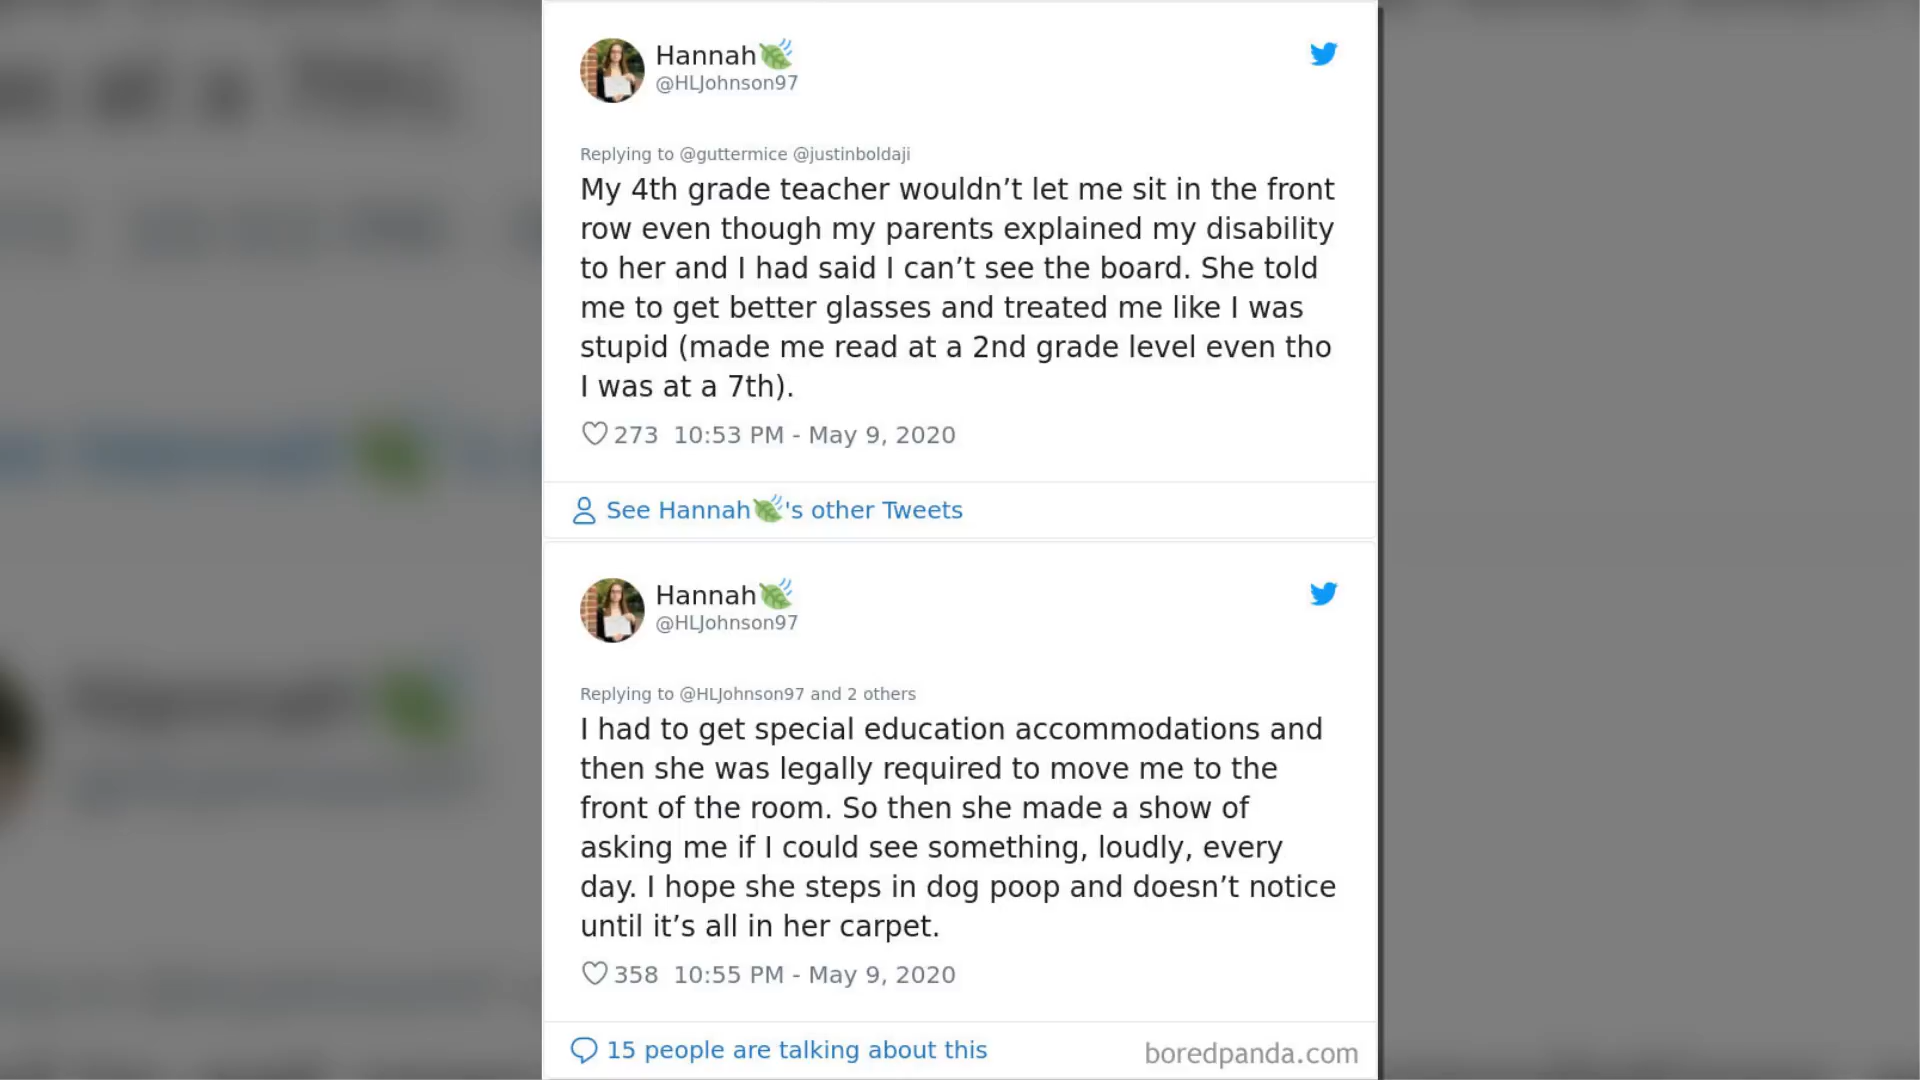 Hannah
@HLJohnson97
Replying to @guttermice @justinboldaji
My 4th grade teacher wouldn’t let me sit in the front
row even though my parents explained my disability
to her and I had said I can’t see the board. She told
me to get better glasses and treated me like I was
stupid (made me read at a 2nd grade level even tho
I was at a 7th).
273 10:53 PM - May 9, 2020
See Hannah's other Tweets
Hannah
@HLJohnson97
Replying to @HLJohnson97 and 2 others
I had to get special education accommodations and
then she was legally required to move me to the
front of the room. So then she made a show of
asking me if I could see something, loudly, every
day. I hope she steps in dog poop and doesn’t notice
until it’s all in her carpet.
358 10:55 PM - May 9, 2020
15 people are talking about this
boredpanda.com